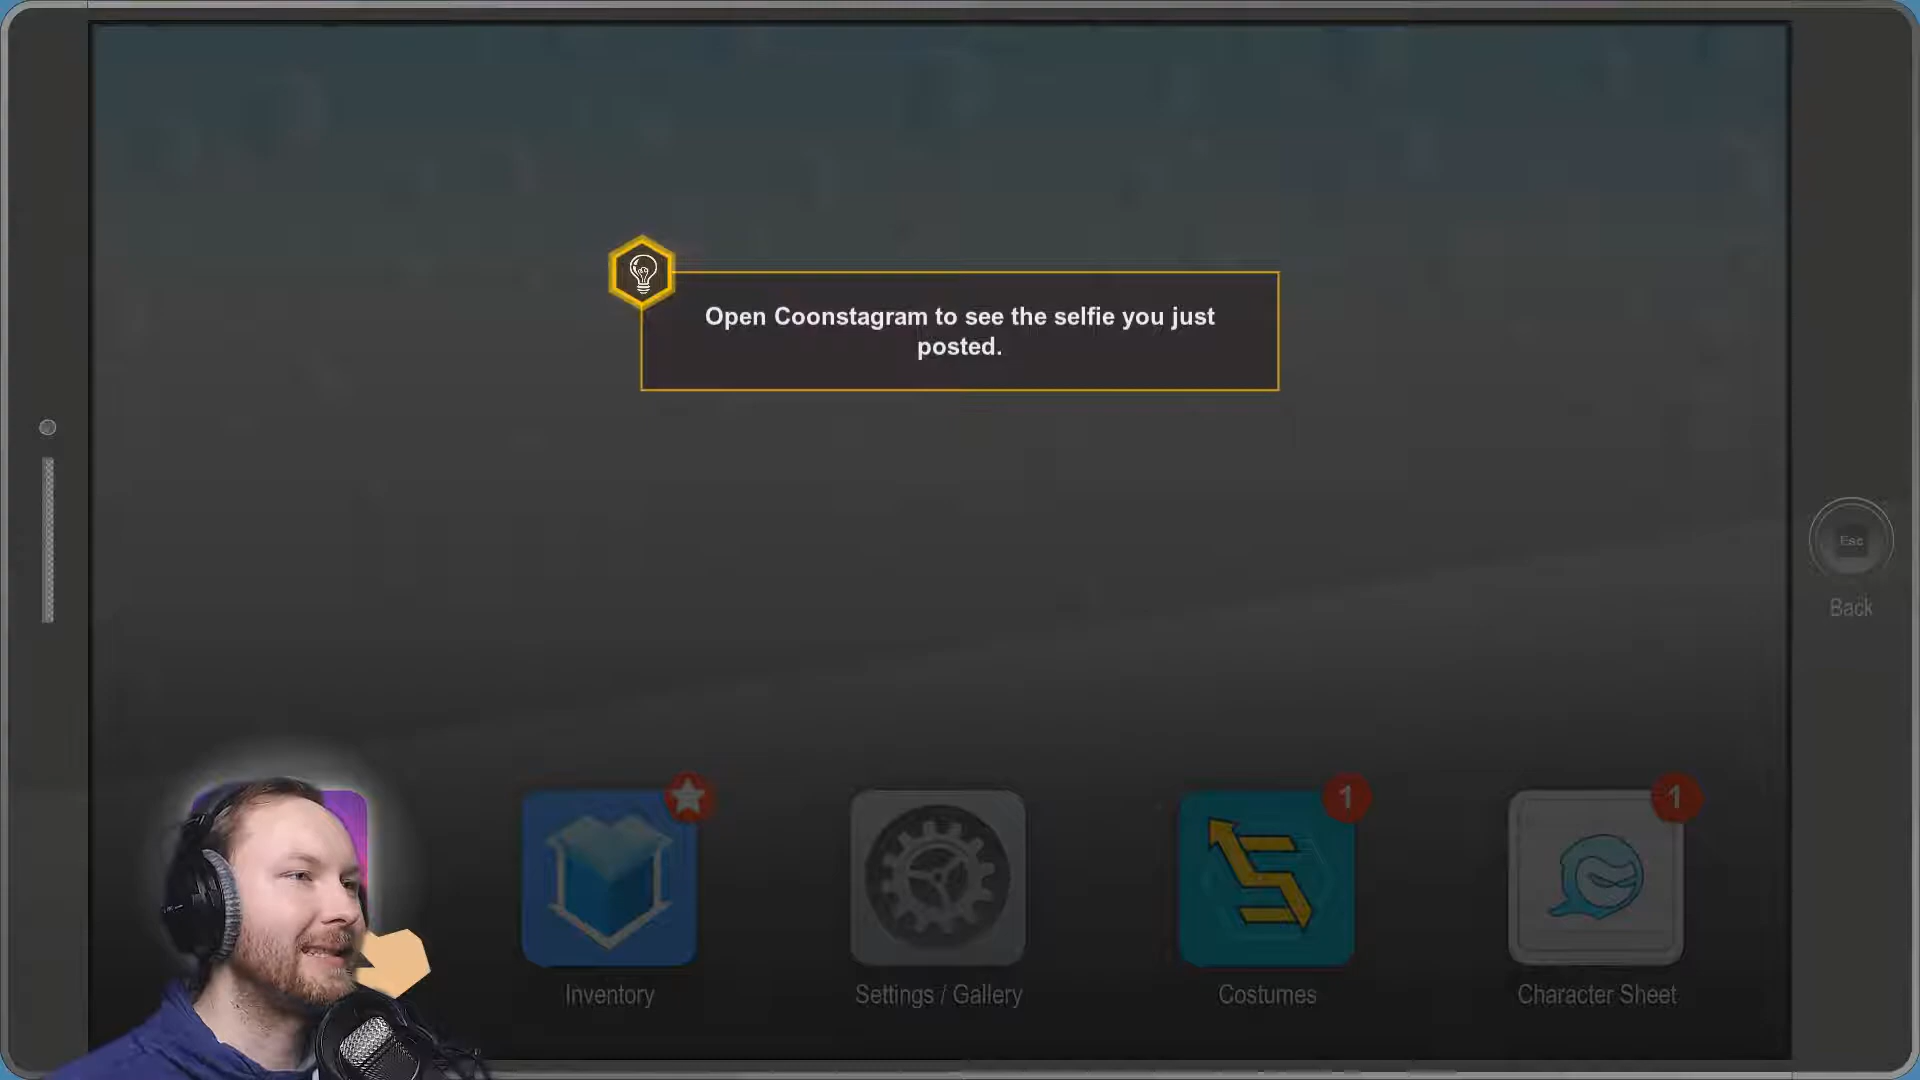 Open Coonstagram to see the selfie you just
posted.
Esc
Back
1
1
Inventory
Settings / Gallery
Costumes
Character Sheet